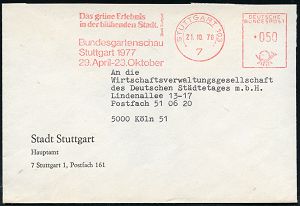 Das grüne Erlebnis
in der blühenden Stadt.
Bundesgartenschau
Stuttgart 1977
29.April-23.Oktober
STUTTGART
21.10.76
7
DEUTSCHE
BUNDESPOST
050
An die
Wirtschaftsverwaltungsgesellschaft
des Deutschen Städtetages m.b.H.
Lindenallee 13-17
Postfach 51 06 20
5000 Köln 51
Stadt Stuttgart
Hauptamt
7 Stuttgart 1, Postfach 161